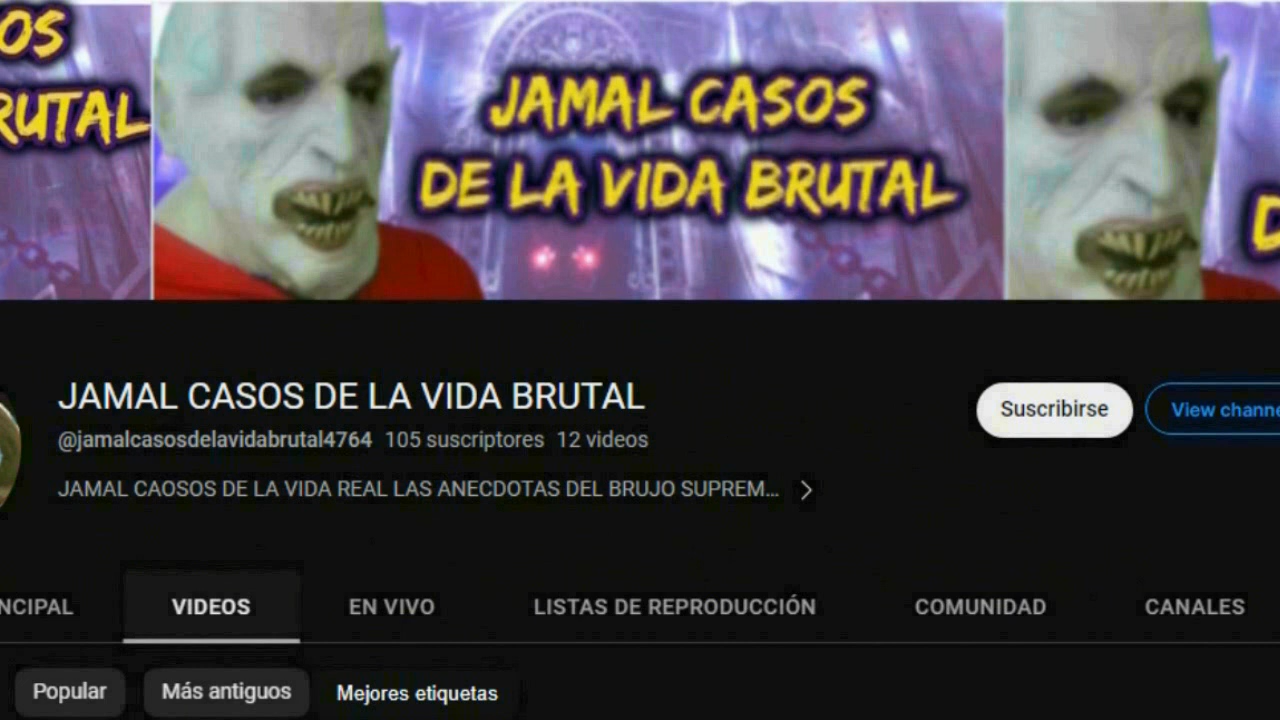 OS
RUTAL
JAMAL CASOS
DE LA VIDA BRUTAL
D
JAMAL CASOS DE LA VIDA BRUTAL
@jamalcasosdelavidabrutal4764 105 suscriptores 12 videos
JAMAL CAOSOS DE LA VIDA REAL LAS ANECDOTAS DEL BRUJO SUPREM...
Suscribirse
View channe
NCIPAL VIDEOS EN VIVO LISTAS DE REPRODUCCIÓN COMUNIDAD CANALES
Popular Más antiguos Mejores etiquetas